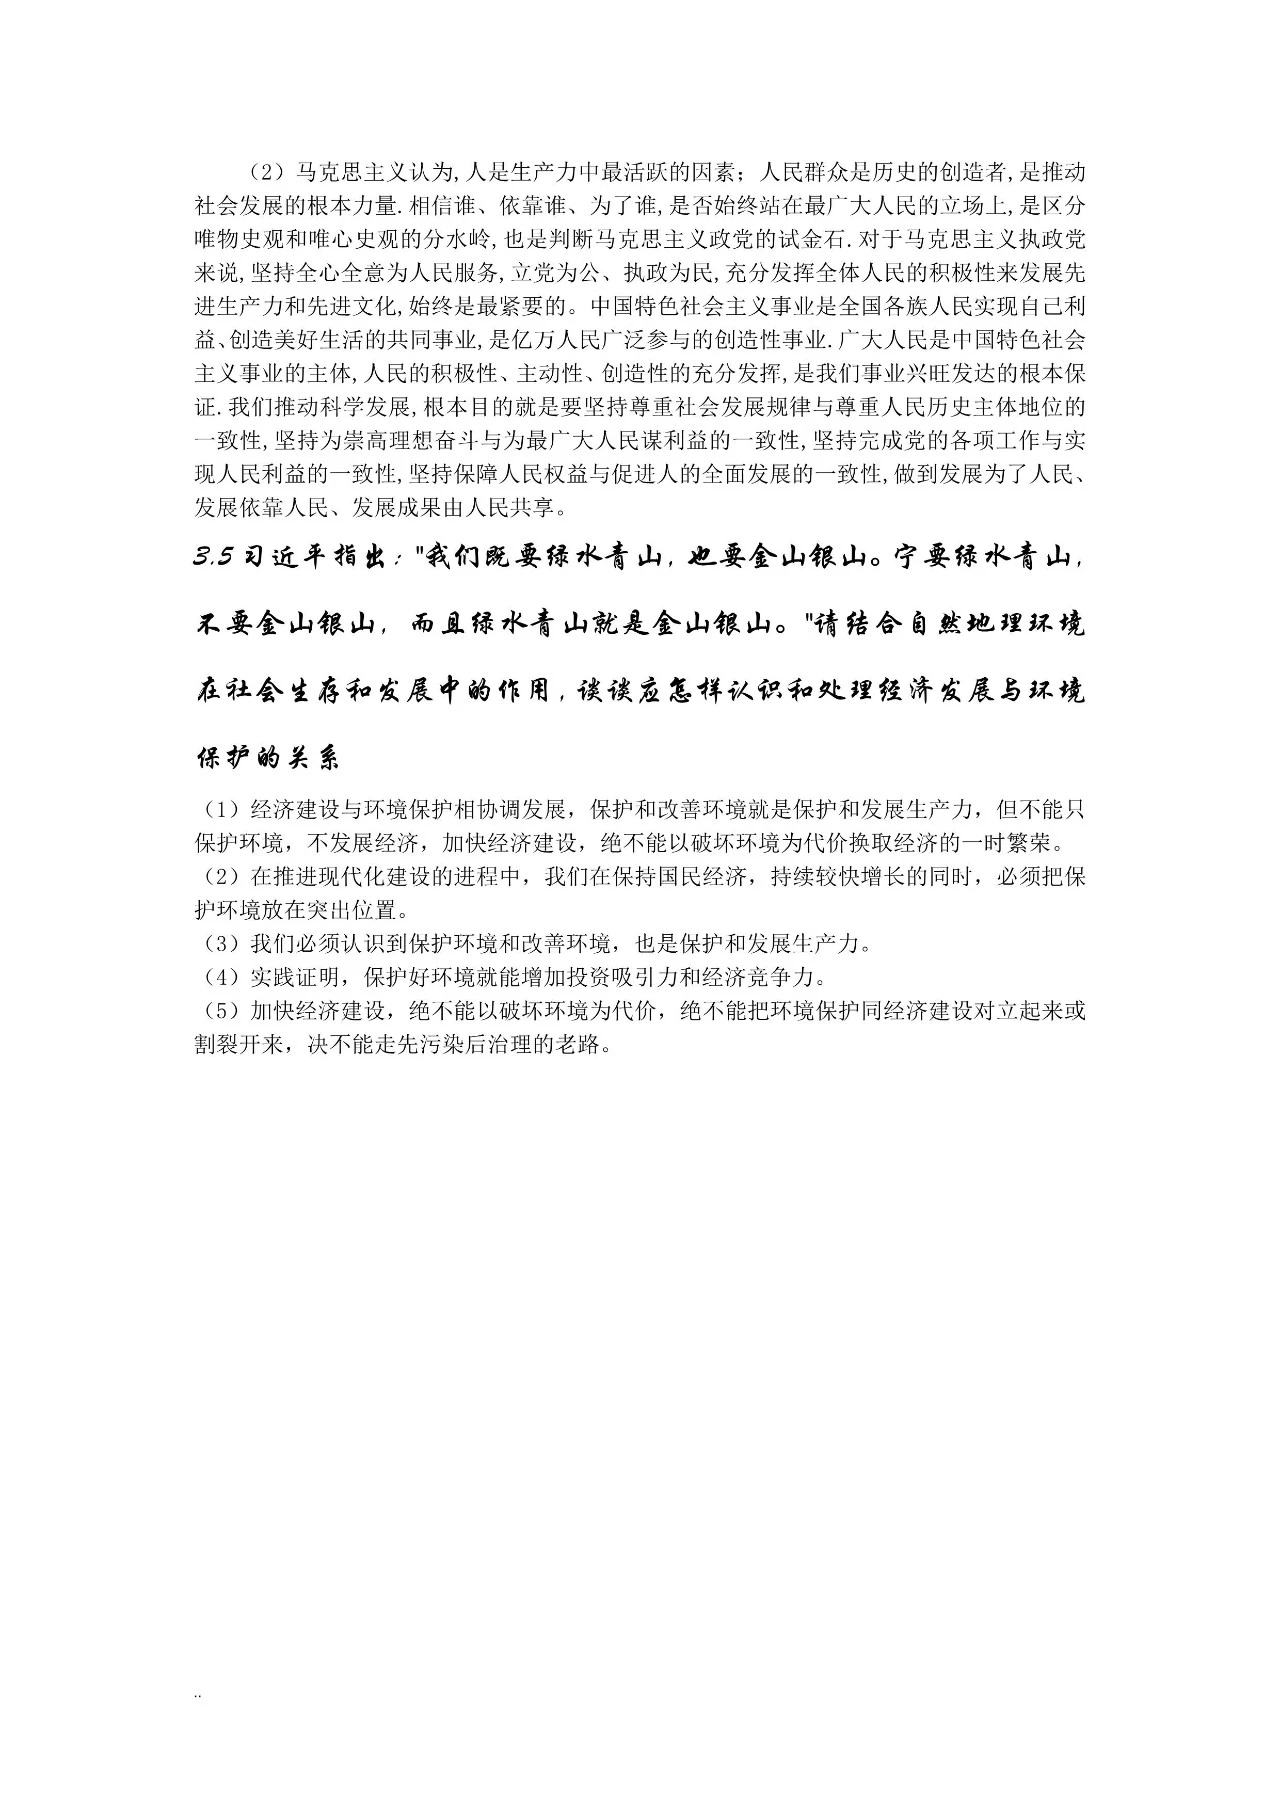 （2）马克思主义认为,人是生产力中最活跃的因素；人民群众是历史的创造者,是推动
社会发展的根本力量.相信谁、依靠谁、为了谁,是否始终站在最广大人民的立场上,是区分
唯物史观和唯心史观的分水岭,也是判断马克思主义政党的试金石.对于马克思主义执政党
来说,坚持全心全意为人民服务,立党为公、执政为民,充分发挥全体人民的积极性来发展先
进生产力和先进文化,始终是最紧要的。中国特色社会主义事业是全国各族人民实现自己利
益、创造美好生活的共同事业,是亿万人民广泛参与的创造性事业.广大人民是中国特色社会
主义事业的主体,人民的积极性、主动性、创造性的充分发挥,是我们事业兴旺发达的根本保
证.我们推动科学发展,根本目的就是要坚持尊重社会发展规律与尊重人民历史主体地位的
一致性,坚持为崇高理想奋斗与为最广大人民谋利益的一致性,坚持完成党的各项工作与实
现人民利益的一致性,坚持保障人民权益与促进人的全面发展的一致性,做到发展为了人民、
发展依靠人民、发展成果由人民共享。
3.5 习近平指出："我们既要绿水青山，也要金山银山。宁要绿水青山，
不要金山银山，而且绿水青山就是金山银山。"请结合自然地理环境
在社会生存和发展中的作用，谈谈应怎样认识和处理经济发展与环境
保护的关系
（1）经济建设与环境保护相协调发展，保护和改善环境就是保护和发展生产力，但不能只
保护环境，不发展经济，加快经济建设，绝不能以破坏环境为代价换取经济的一时繁荣。
（2）在推进现代化建设的进程中，我们在保持国民经济，持续较快增长的同时，必须把保
护环境放在突出位置。
（3）我们必须认识到保护环境和改善环境，也是保护和发展生产力。
（4）实践证明，保护好环境就能增加投资吸引力和经济竞争力。
（5）加快经济建设，绝不能以破坏环境为代价，绝不能把环境保护同经济建设对立起来或
割裂开来，决不能走先污染后治理的老路。
..